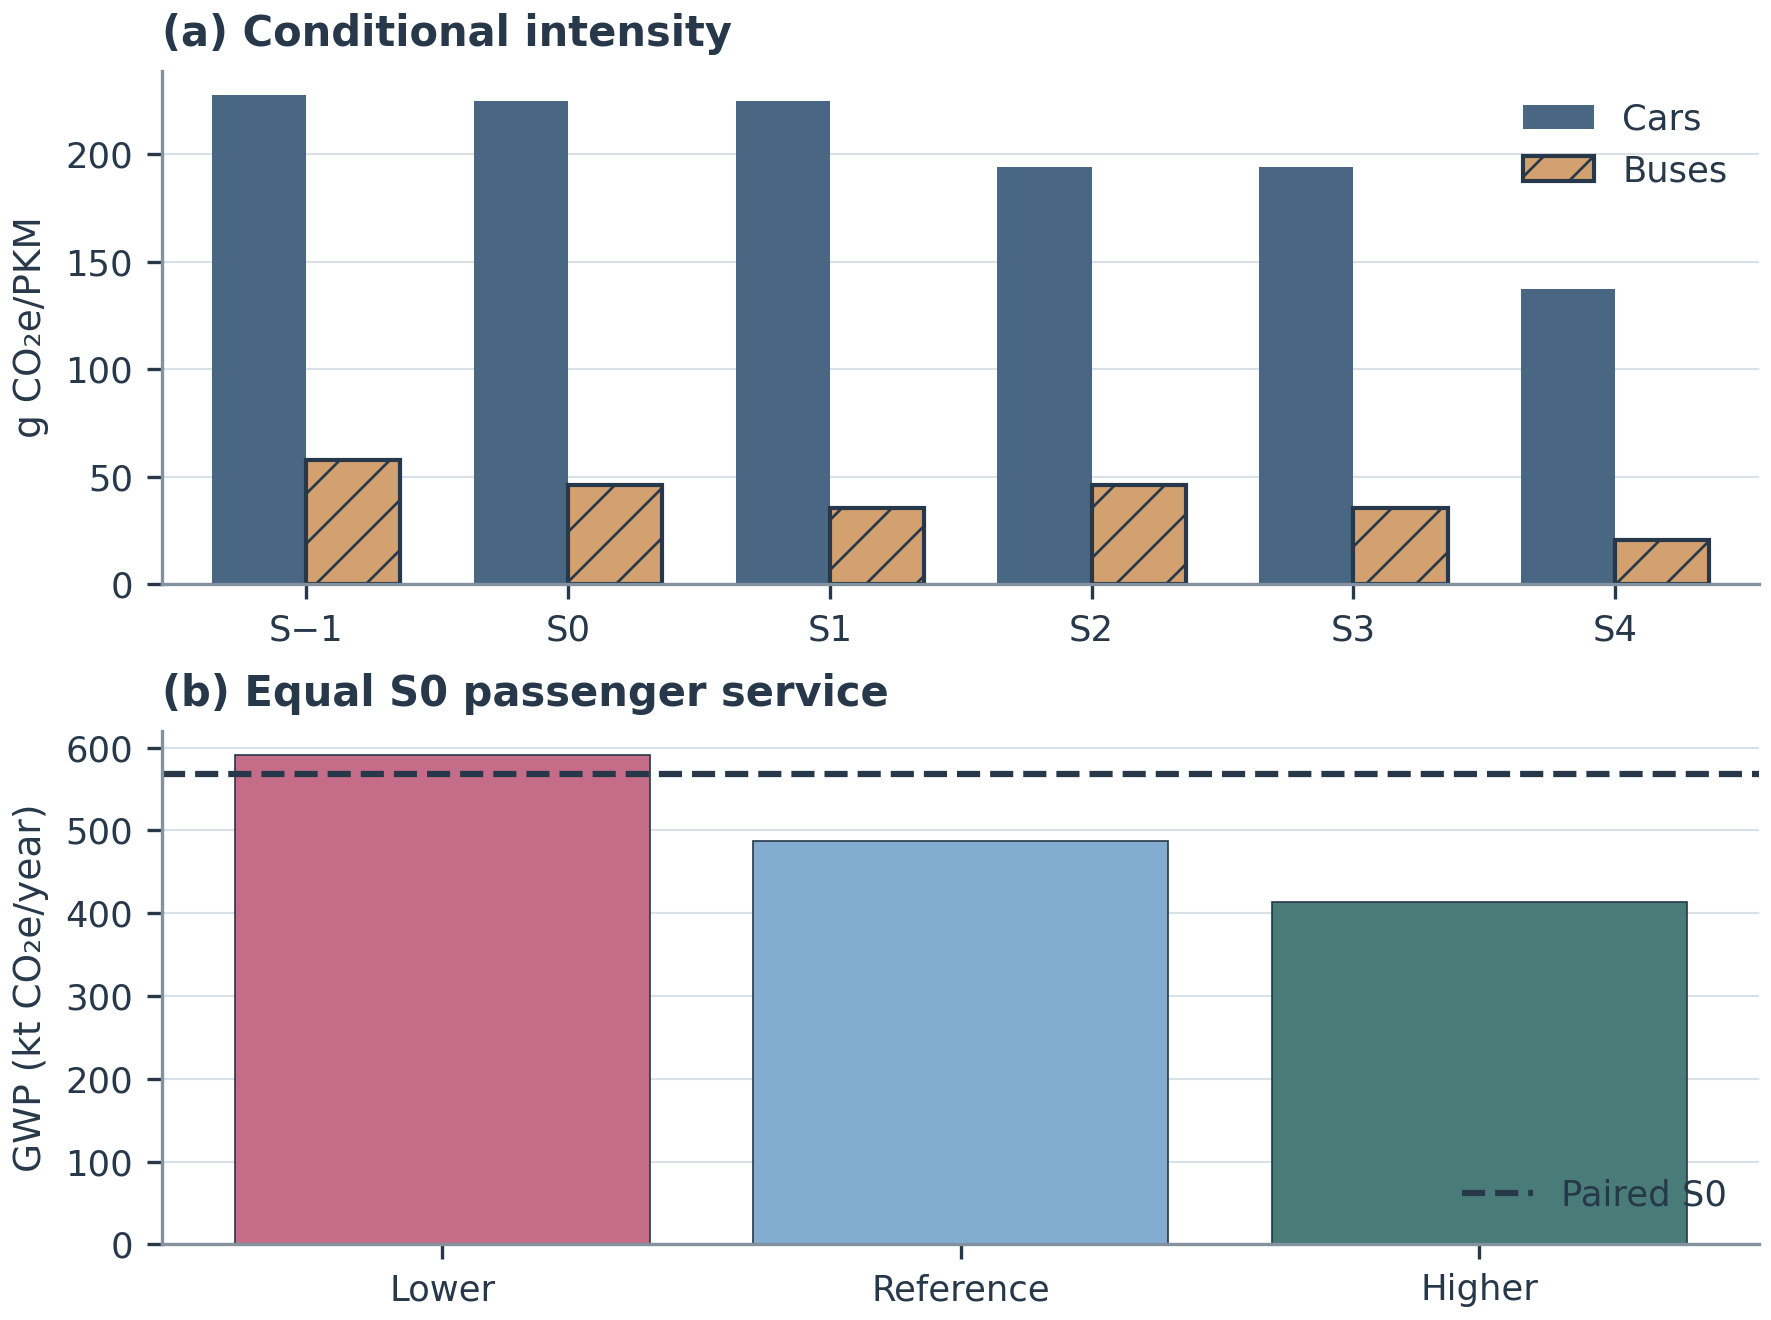 (a) Conditional intensity
g CO₂e/PKM
200
150
100
50
0
Cars
Buses
S−1 S0 S1 S2 S3 S4
(b) Equal S0 passenger service
GWP (kt CO₂e/year)
600
500
400
300
200
100
0
Paired S0
Lower Reference Higher